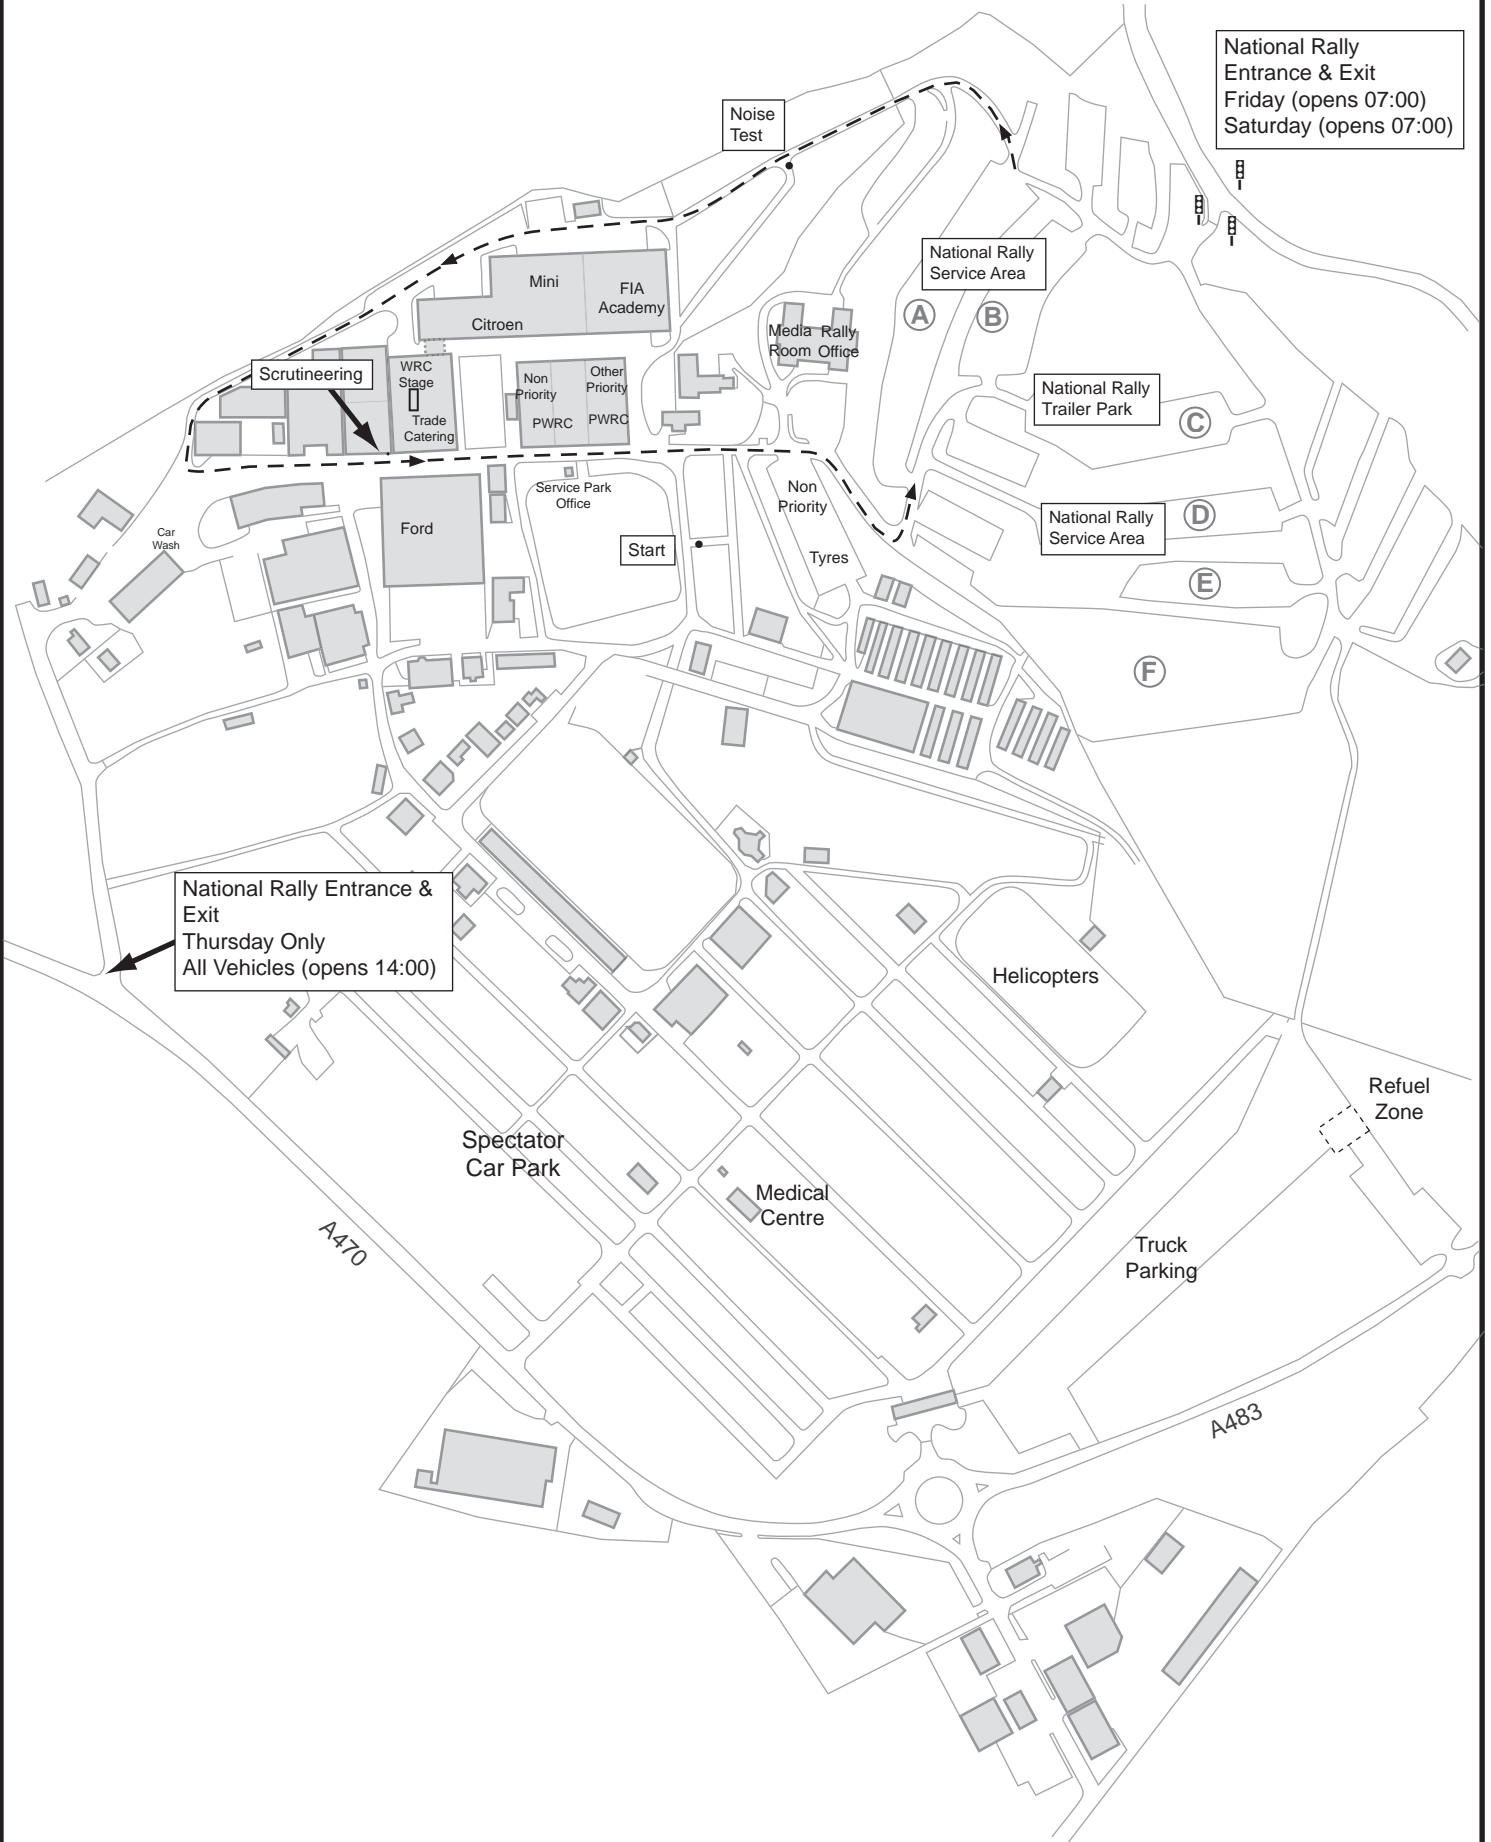 National Rally
Entrance & Exit
Friday (opens 07:00)
Saturday (opens 07:00)
Noise
Test
National Rally
Service Area
Mini
FIA
Academy
Citroen
A
B
Media
Room
Rally
Office
Scrutineering
WRC
Stage
Trade
Catering
Non
Priority
Other
Priority
PWRC
PWRC
National Rally
Trailer Park
C
Service Park
Office
Non
Priority
Ford
Car
Wash
Start
Tyres
National Rally
Service Area
D
E
F
National Rally Entrance &
Exit
Thursday Only
All Vehicles (opens 14:00)
Helicopters
Refuel
Zone
Spectator
Car Park
Medical
Centre
A470
Truck
Parking
A483